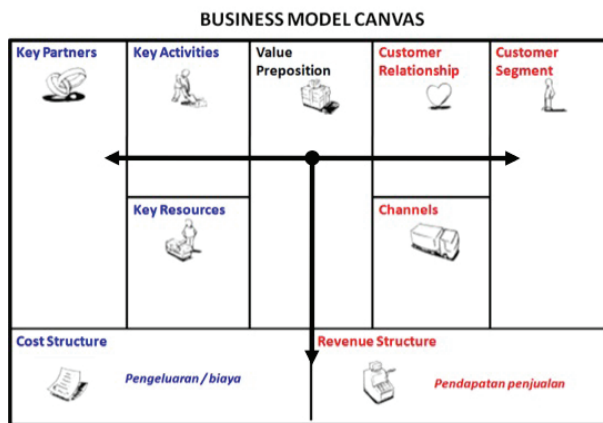 BUSINESS MODEL CANVAS
Key Partners
Key Activities
Value
Preposition
Customer
Relationship
Customer
Segment
Key Resources
Channels
Cost Structure
Pengeluaran / biaya
Revenue Structure
Pendapatan penjualan